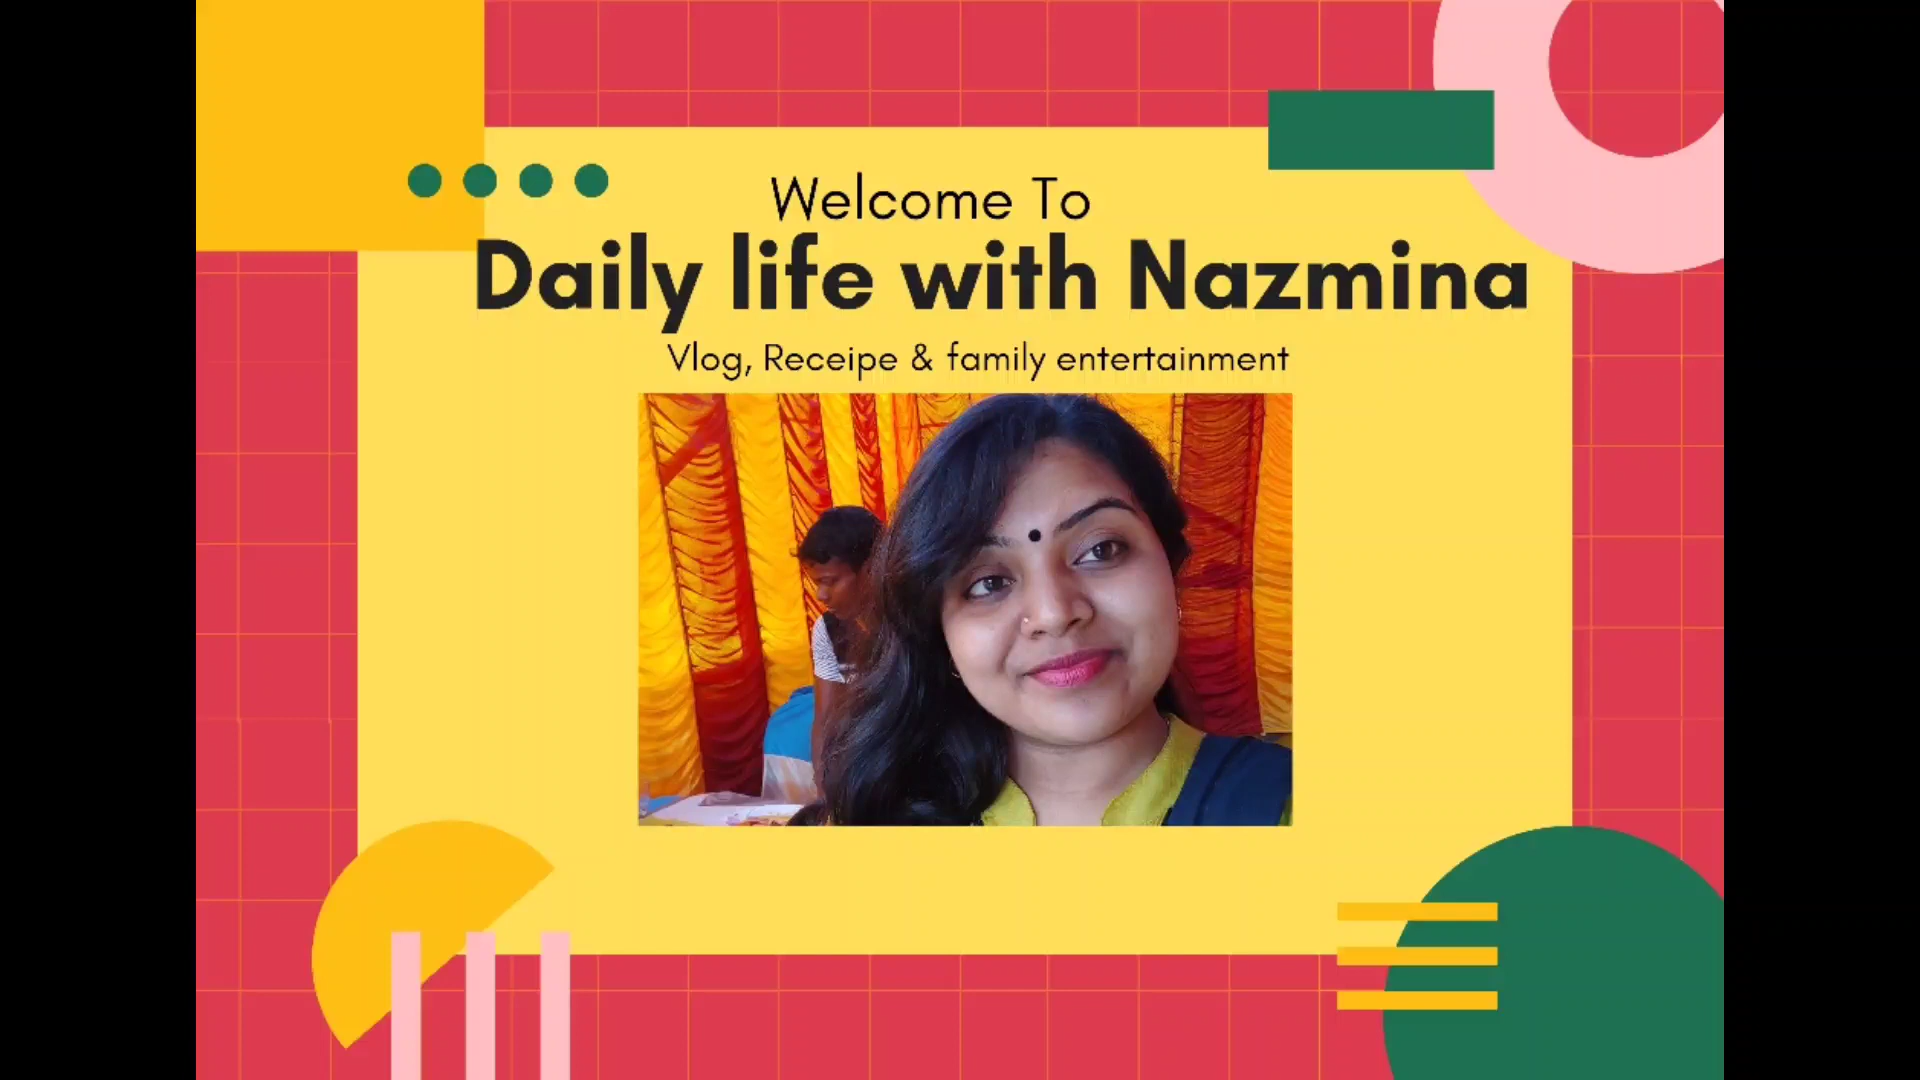 Welcome To
Daily life with Nazmina
Vlog, Receipe & family entertainment